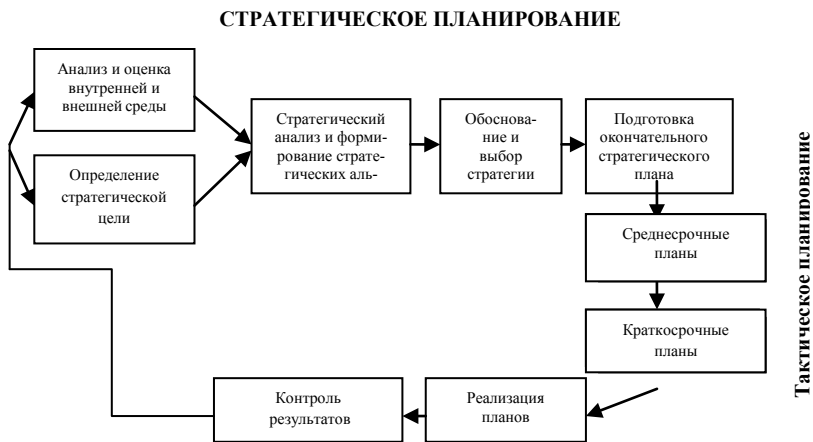 СТРАТЕГИЧЕСКОЕ ПЛАНИРОВАНИЕ
Анализ и оценка
внутренней и
внешней среды
Определение
стратегической
цели
Стратегический
анализ и форми-
рование страте-
гических аль-
Обоснова-
ние и
выбор
стратегии
Подготовка
окончательного
стратегического
плана
Среднесрочные
планы
Краткосрочные
планы
Тактическое планирование
Реализация
планов
Контроль
результатов